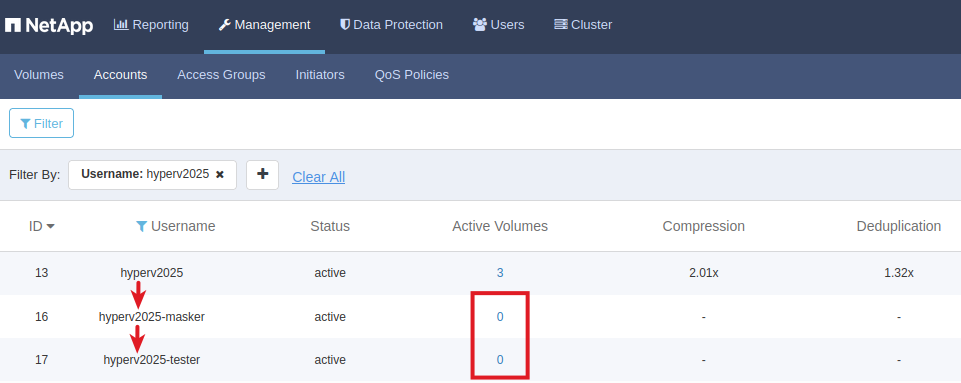 NetApp Reporting Management Data Protection Users Cluster
Volumes Accounts Access Groups Initiators QoS Policies
Filter
Filter By: Username: hyperv2025 × + Clear All
ID Username Status Active Volumes Compression Deduplication
13 hyperv2025 active 3 2.01x 1.32x
16 hyperv2025-masker active 0 - -
17 hyperv2025-tester active 0 - -